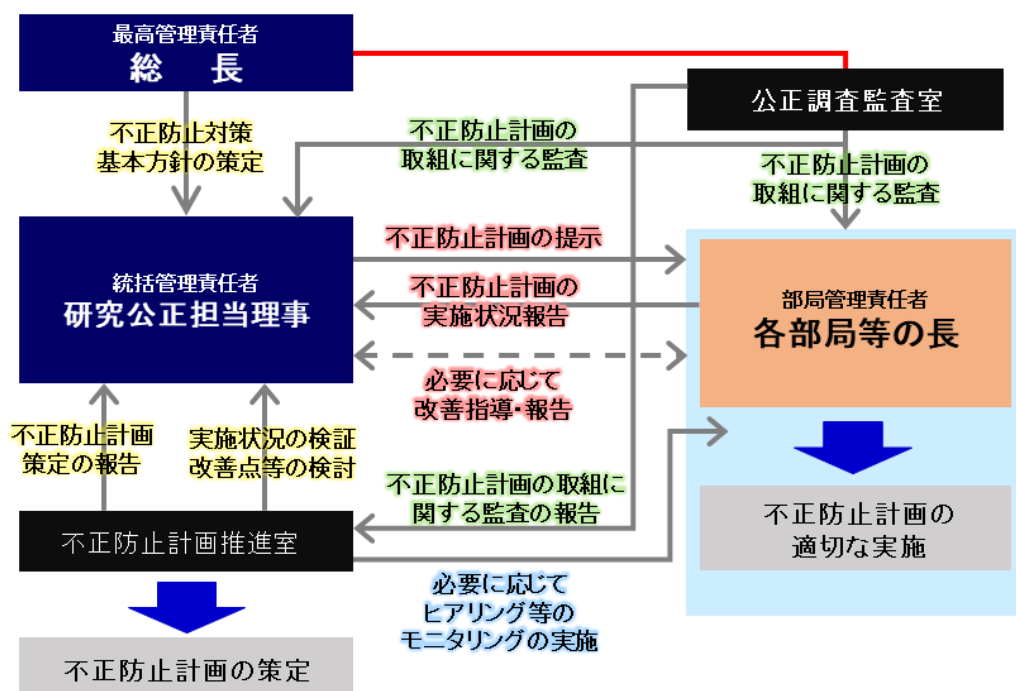 最高管理責任者
総 長
公正調査監査室
不正防止対策
基本方針の策定
不正防止計画の
取組に関する監査
不正防止計画の
取組に関する監査
不正防止計画の提示
統括管理責任者
研究公正担当理事
不正防止計画の
実施状況報告
部局管理責任者
各部局等の長
必要に応じて
改善指導・報告
不正防止計画
策定の報告
実施状況の検証
改善点等の検討
不正防止計画の取組に
関する監査の報告
不正防止計画の
適切な実施
不正防止計画推進室
必要に応じて
ヒアリング等の
モニタリングの実施
不正防止計画の策定